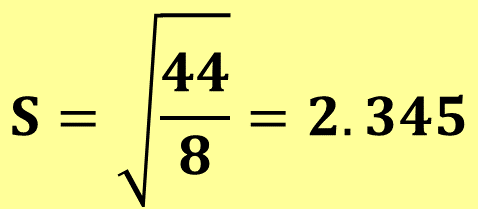 S = √(44/8) = 2.345